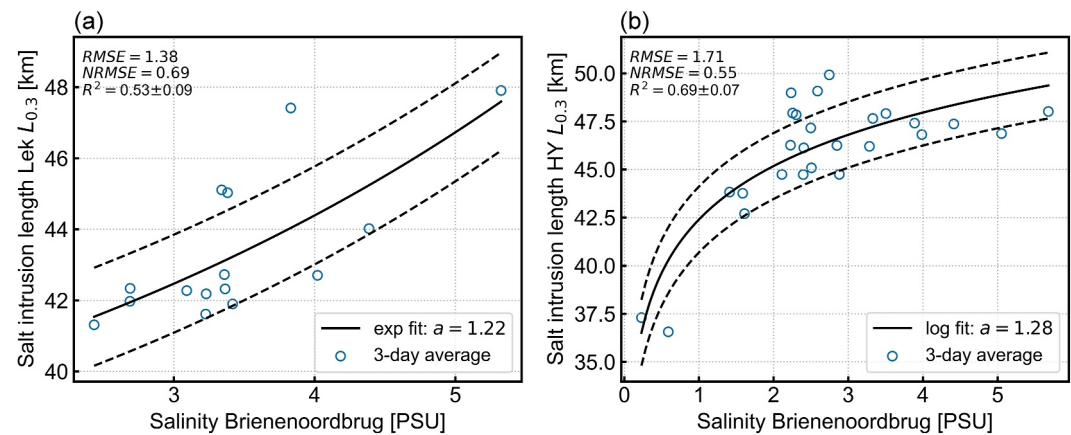 (a)
RMSE = 1.38
NRMSE = 0.69
R² = 0.53±0.09
Salt intrusion length Lek L₀.₃ [km]
48
46
44
42
40
exp fit: a = 1.22
3-day average
3
4
5
Salinity Brienenoordbrug [PSU]
(b)
RMSE = 1.71
NRMSE = 0.55
R² = 0.69±0.07
Salt intrusion length HY L₀.₃ [km]
50.0
47.5
45.0
42.5
40.0
37.5
35.0
log fit: a = 1.28
3-day average
0
1
2
3
4
5
Salinity Brienenoordbrug [PSU]